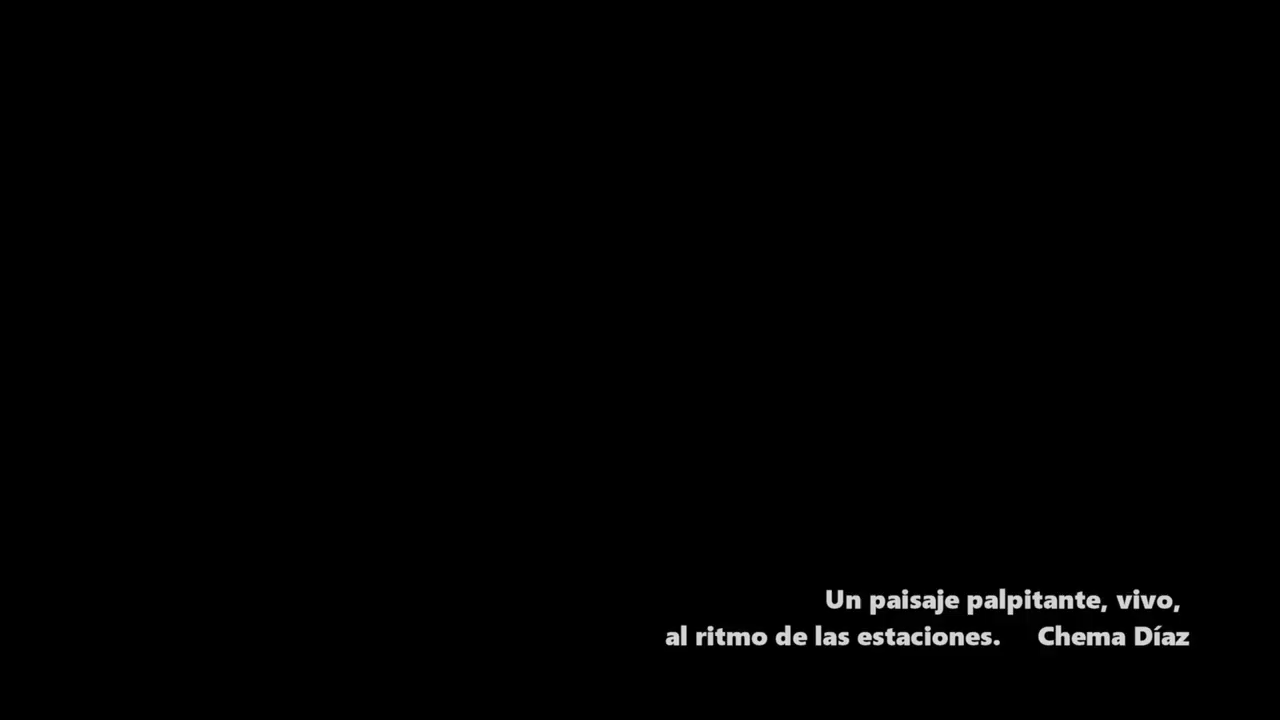 Un paisaje palpitante, vivo,
al ritmo de las estaciones. Chema Díaz